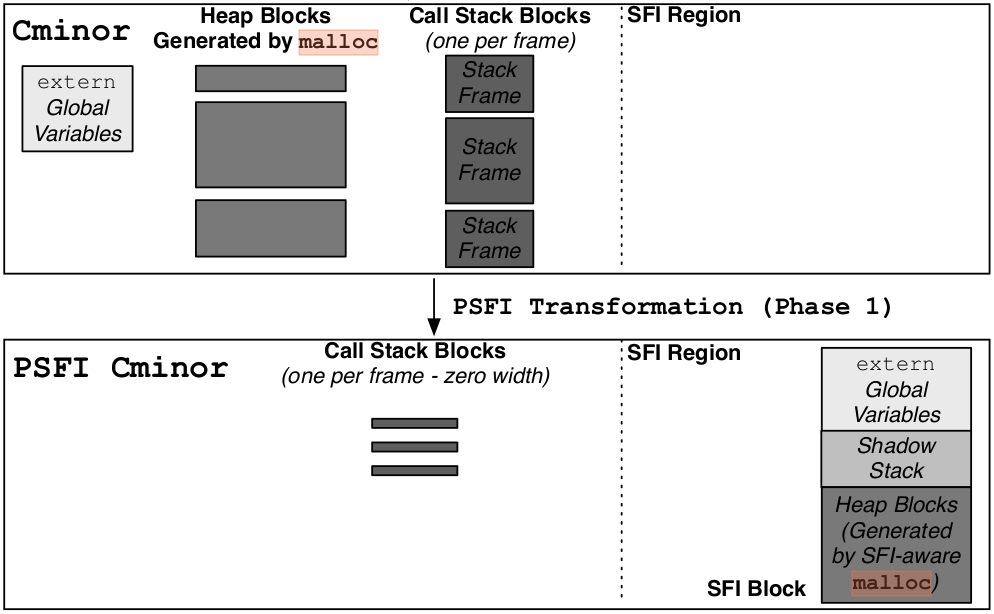 Cminor
Heap Blocks
Generated by malloc
Call Stack Blocks
(one per frame)
SFI Region
extern
Global
Variables
Stack
Frame
Stack
Frame
Stack
Frame
PSFI Transformation (Phase 1)
PSFI Cminor
Call Stack Blocks
(one per frame - zero width)
SFI Region
extern
Global
Variables
Shadow
Stack
Heap Blocks
(Generated
by SFI-aware
malloc)
SFI Block